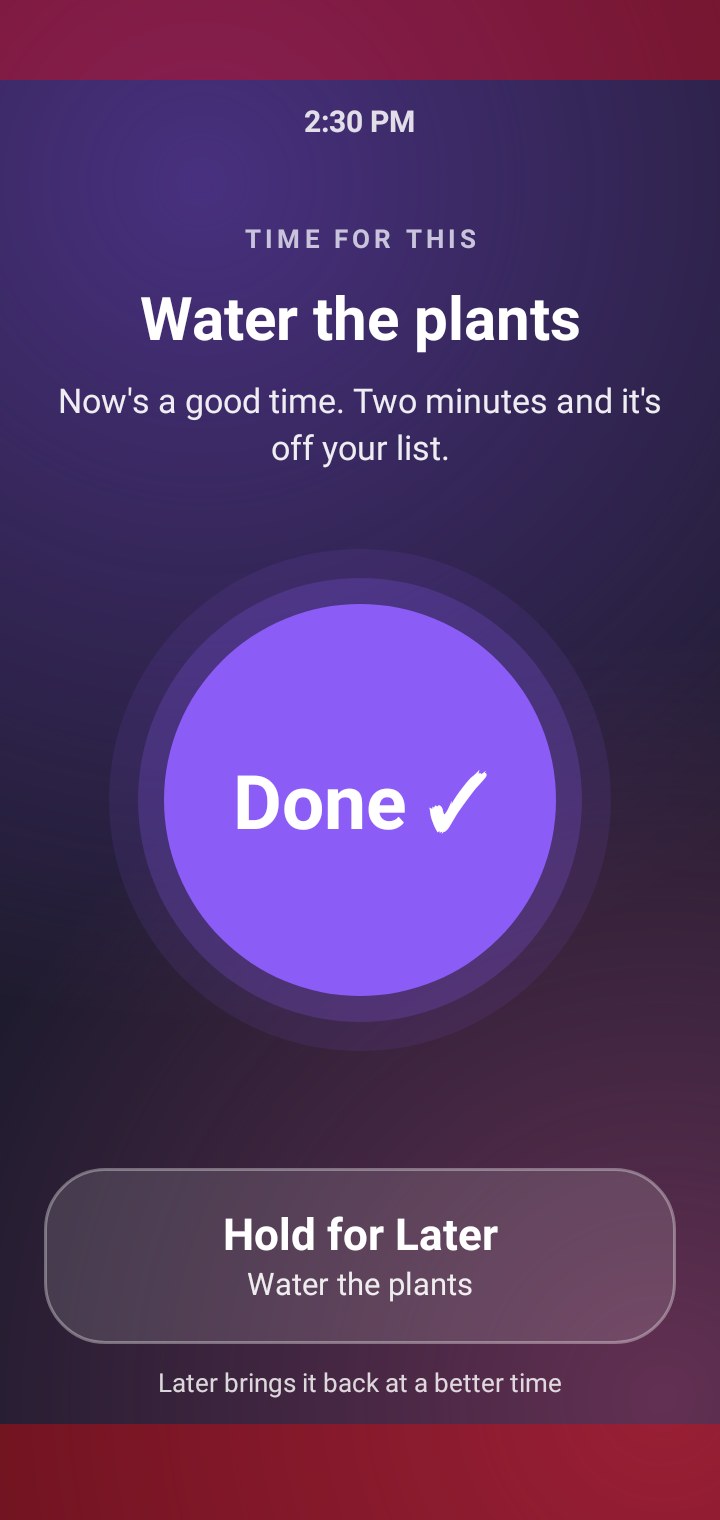 2:30 PM
TIME FOR THIS
Water the plants
Now's a good time. Two minutes and it's
off your list.
Done ✓
Hold for Later
Water the plants
Later brings it back at a better time